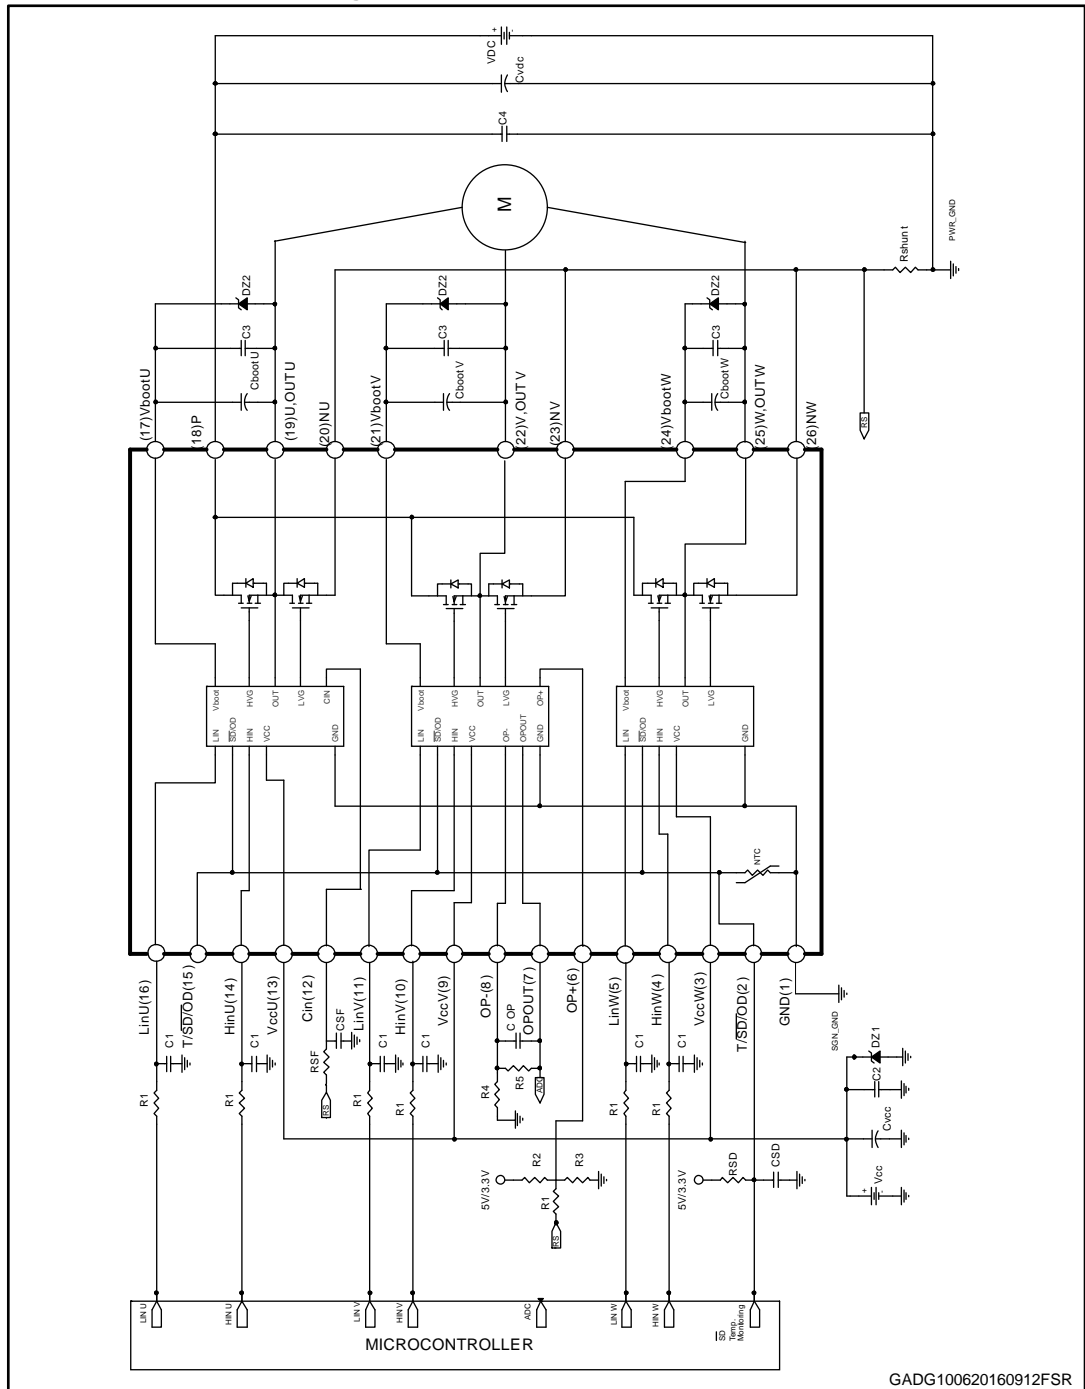 VDC
+
-
Cvdc
C4
M
PWR_GND
Rshunt
DZ2
DZ2
DZ2
C3
C3
C3
CbootU
CbootV
CbootW
RS
(17)VbootU
(18)P
(19)U,OUTU
(20)NU
(21)VbootV
(22)V,OUTV
(23)NV
(24)VbootW
(25)W,OUTW
(26)NW
Vboot
HVG
OUT
LVG
CIN
LIN
SD/OD
HIN
VCC
GND
Vboot
HVG
OUT
LVG
OP+
LIN
SD/OD
HIN
VCC
OP-
OPOUT
GND
Vboot
HVG
OUT
LVG
LIN
SD/OD
HIN
VCC
GND
NTC
LinU(16)
T/SD/OD(15)
HinU(14)
VccU(13)
Cin(12)
LinV(11)
HinV(10)
VccV(9)
OP-(8)
OPOUT(7)
OP+(6)
LinW(5)
HinW(4)
VccW(3)
T/SD/OD(2)
GND(1)
SGN_GND
C1
C1
CSF
C1
C1
C OP
C1
C1
DZ1
C2
Cvcc
Vcc
+
-
R1
R1
RSF
RS
R1
R1
R4
R5
ADC
R1
R1
5V/3.3V
R2
R3
R1
RS
5V/3.3V
RSD
CSD
LIN U
HIN U
LIN V
HIN V
ADC
LIN W
HIN W
SD
Temp.
Monitoring
MICROCONTROLLER
GADG100620160912FSR